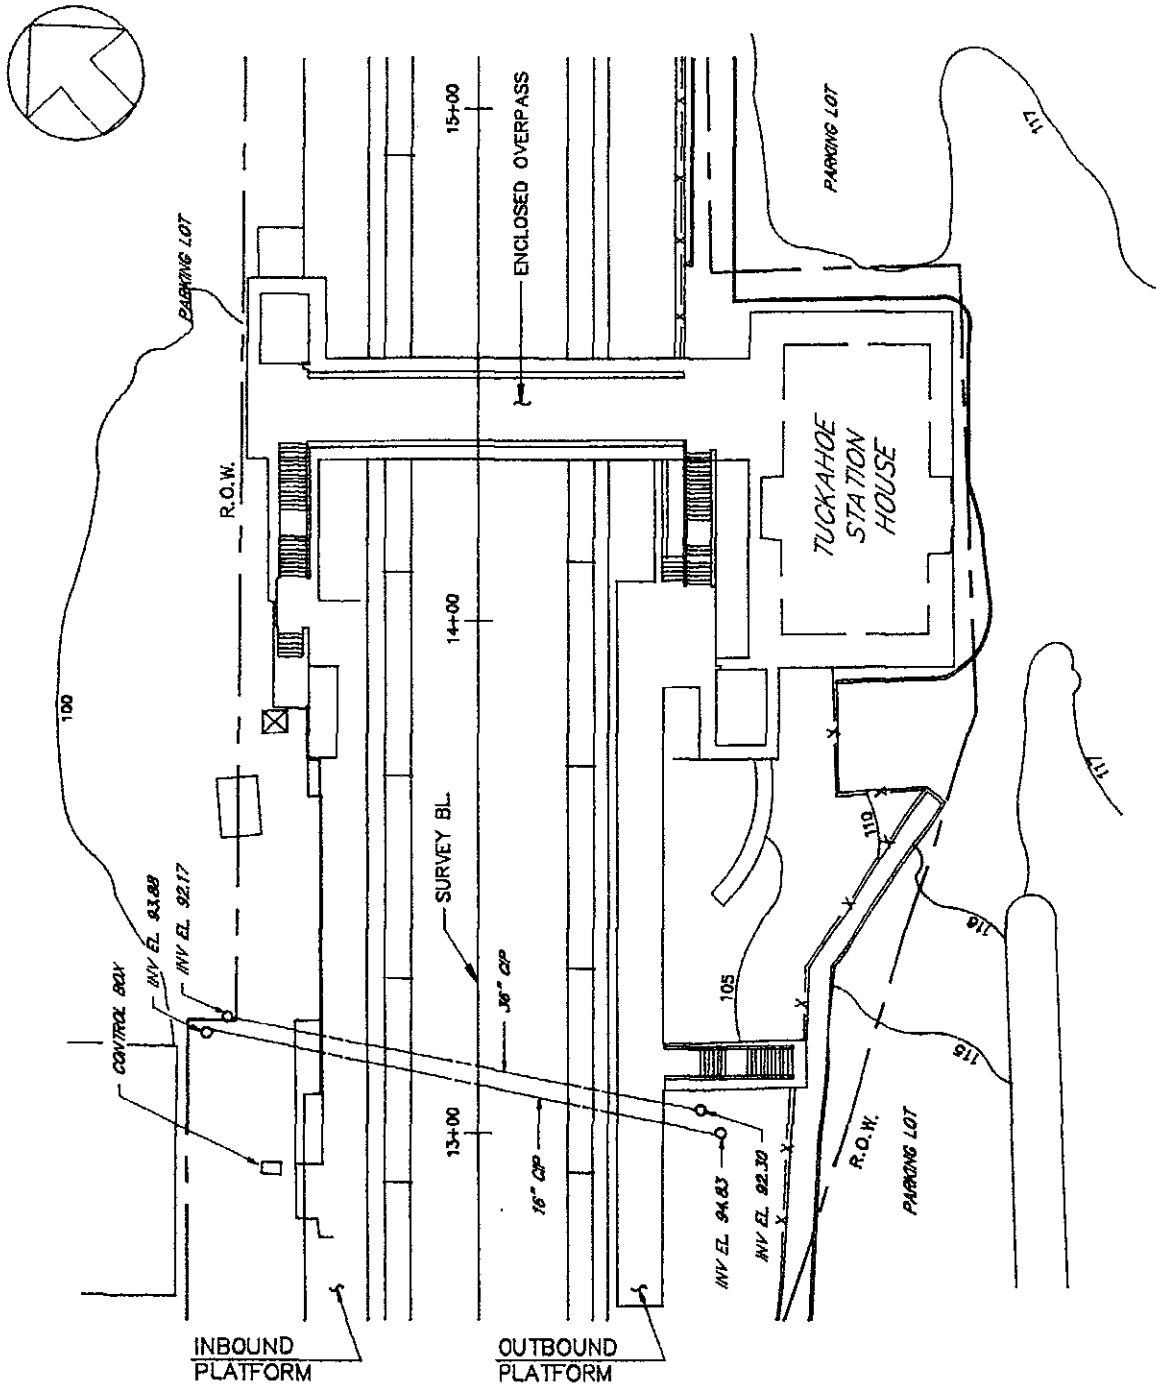 117
PARKING LOT
15+00
ENCLOSED OVERPASS
PARKING LOT
R.O.W.
TUCKAHOE
STATION
HOUSE
14+00
100
117
SURVEY BL.
110
INV EL. 93.88
INV EL. 92.17
116
CONTROL BOX
36" CIP
105
115
13+00
R.O.W.
PARKING LOT
16" CIP
INV EL. 94.83
INV EL. 92.30
INBOUND
PLATFORM
OUTBOUND
PLATFORM